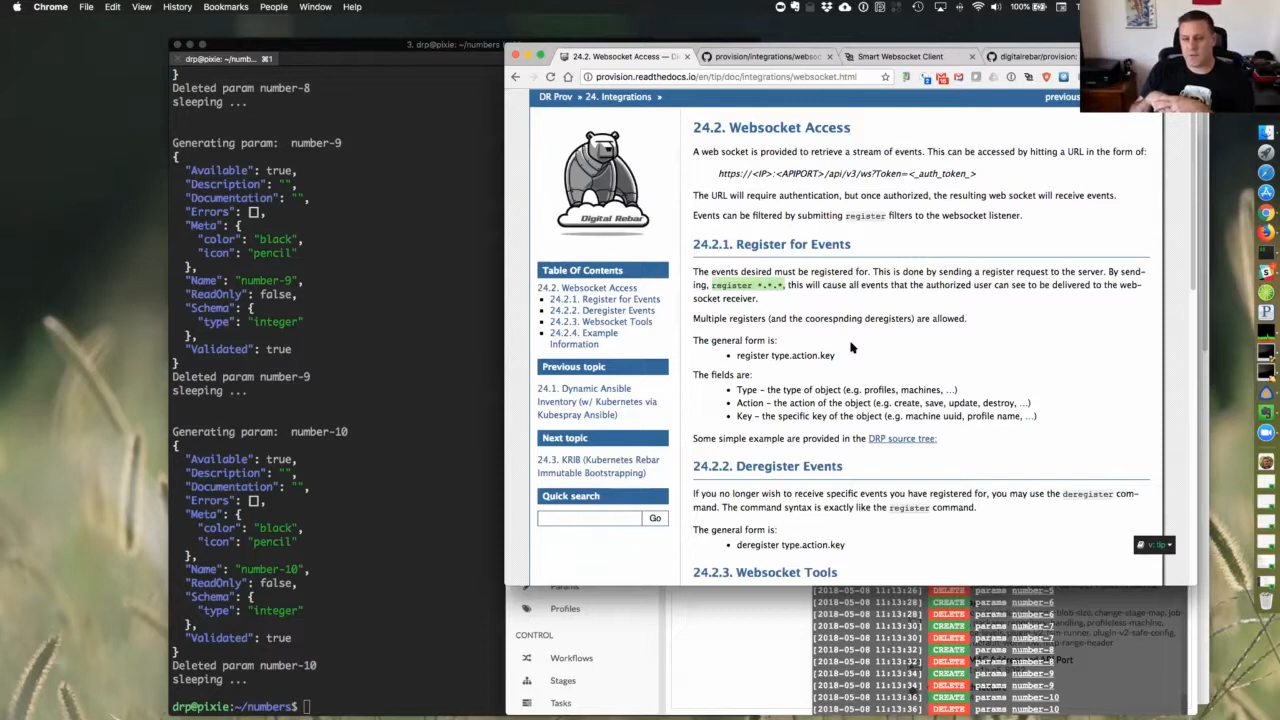 Chrome File Edit View History Bookmarks People Window Help
100%
3. drp@pixie: ~/numbers
drp@pixie: ~/numb... ⌘1
}
Deleted param number-8
sleeping ...
Generating param: number-9
{
"Available": true,
"Description": "",
"Documentation": "",
"Errors": [],
"Meta": {
"color": "black",
"icon": "pencil"
},
"Name": "number-9",
"ReadOnly": false,
"Schema": {
"type": "integer"
},
"Validated": true
}
Deleted param number-9
sleeping ...
Generating param: number-10
{
"Available": true,
"Description": "",
"Documentation": "",
"Errors": [],
"Meta": {
"color": "black",
"icon": "pencil"
},
"Name": "number-10",
"ReadOnly": false,
"Schema": {
"type": "integer"
},
"Validated": true
}
Deleted param number-10
sleeping ...
drp@pixie:~/numbers$
24.2. Websocket Access —
provision/integrations/websoc
Smart Websocket Client
digitalrebar/provision:
provision.readthedocs.io/en/tip/doc/integrations/websocket.html
DR Prov » 24. Integrations »
previous
Digital Rebar
Table Of Contents
24.2. Websocket Access
24.2.1. Register for Events
24.2.2. Deregister Events
24.2.3. Websocket Tools
24.2.4. Example
Information
Previous topic
24.1. Dynamic Ansible
Inventory (w/ Kubernetes via
Kubespray Ansible)
Next topic
24.3. KRIB (Kubernetes Rebar
Immutable Bootstrapping)
Quick search
Go
24.2. Websocket Access
A web socket is provided to retrieve a stream of events. This can be accessed by hitting a URL in the form of:
https://<IP>:<APIPORT>/api/v3/ws?Token=<_auth_token_>
The URL will require authentication, but once authorized, the resulting web socket will receive events.
Events can be filtered by submitting register filters to the websocket listener.
24.2.1. Register for Events
The events desired must be registered for. This is done by sending a register request to the server. By send-
ing, register *.*.*, this will cause all events that the authorized user can see to be delivered to the web-
socket receiver.
Multiple registers (and the cooresponding deregisters) are allowed.
The general form is:
• register type.action.key
The fields are:
• Type – the type of object (e.g. profiles, machines, ...)
• Action – the action of the object (e.g. create, save, update, destroy, ...)
• Key – the specific key of the object (e.g. machine uuid, profile name, ...)
Some simple example are provided in the DRP source tree:
24.2.2. Deregister Events
If you no longer wish to receive specific events you have registered for, you may use the deregister com-
mand. The command syntax is exactly like the register command.
The general form is:
• deregister type.action.key
24.2.3. Websocket Tools
v: tip
Params
Profiles
CONTROL
Workflows
Stages
Tasks
[2018-05-08 11:13:26] DELETE params number-5
[2018-05-08 11:13:28] CREATE params number-6
[2018-05-08 11:13:28] DELETE params number-6
[2018-05-08 11:13:30] CREATE params number-7
[2018-05-08 11:13:30] DELETE params number-7
[2018-05-08 11:13:32] CREATE params number-8
[2018-05-08 11:13:32] DELETE params number-8
[2018-05-08 11:13:34] CREATE params number-9
[2018-05-08 11:13:34] DELETE params number-9
[2018-05-08 11:13:36] CREATE params number-10
[2018-05-08 11:13:36] DELETE params number-10